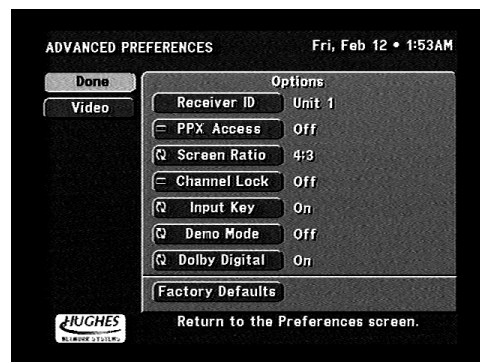 ADVANCED PREFERENCES Fri, Feb 12 • 1:53AM
Done
Options
Video
Receiver ID Unit 1
PPX Access Off
Screen Ratio 4:3
Channel Lock Off
Input Key On
Demo Mode Off
Dolby Digital On
Factory Defaults
HUGHES
NETWORK SYSTEMS
Return to the Preferences screen.